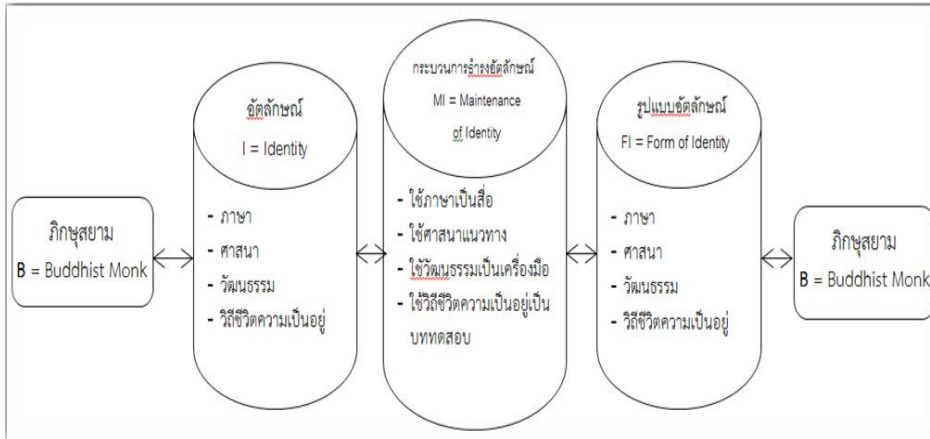 ภิกษุสยาม
B = Buddhist Monk
อัตลักษณ์
I = Identity
- ภาษา
- ศาสนา
- วัฒนธรรม
- วิถีชีวิตความเป็นอยู่
กระบวนการธำรงอัตลักษณ์
MI = Maintenance
of Identity
- ใช้ภาษาเป็นสื่อ
- ใช้ศาสนาแนวทาง
- ใช้วัฒนธรรมเป็นเครื่องมือ
- ใช้วิถีชีวิตความเป็นอยู่เป็น
บททดสอบ
รูปแบบอัตลักษณ์
FI = Form of Identity
- ภาษา
- ศาสนา
- วัฒนธรรม
- วิถีชีวิตความเป็นอยู่
ภิกษุสยาม
B = Buddhist Monk